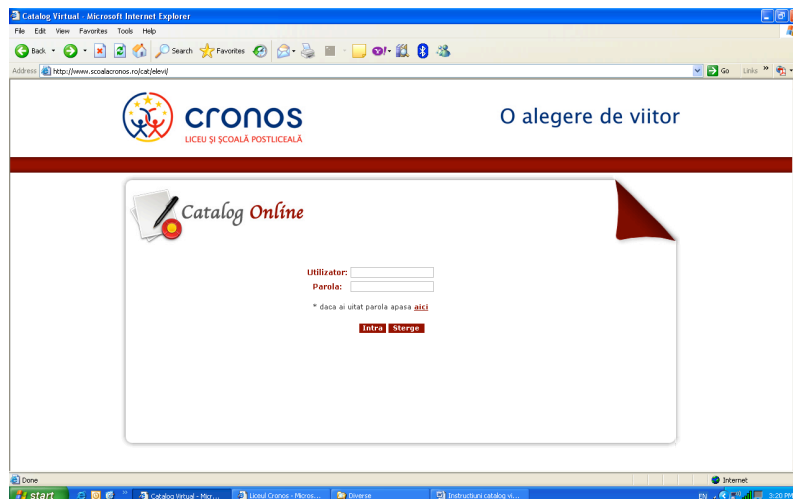 Catalog Virtual - Microsoft Internet Explorer
File Edit View Favorites Tools Help
Back Search Favorites
Address http://www.scoalacronos.ro/cat/elevi/ Go Links »
cronos
LICEU ȘI ȘCOALĂ POSTLICEALĂ
O alegere de viitor
Catalog Online
Utilizator:
Parola:
* daca ai uitat parola apasa aici
Intra Sterge
Done Internet
start » Catalog Virtual - Micr... Liceul Cronos - Micros... Diverse Instructiuni catalog vi... EN 3:20 PM